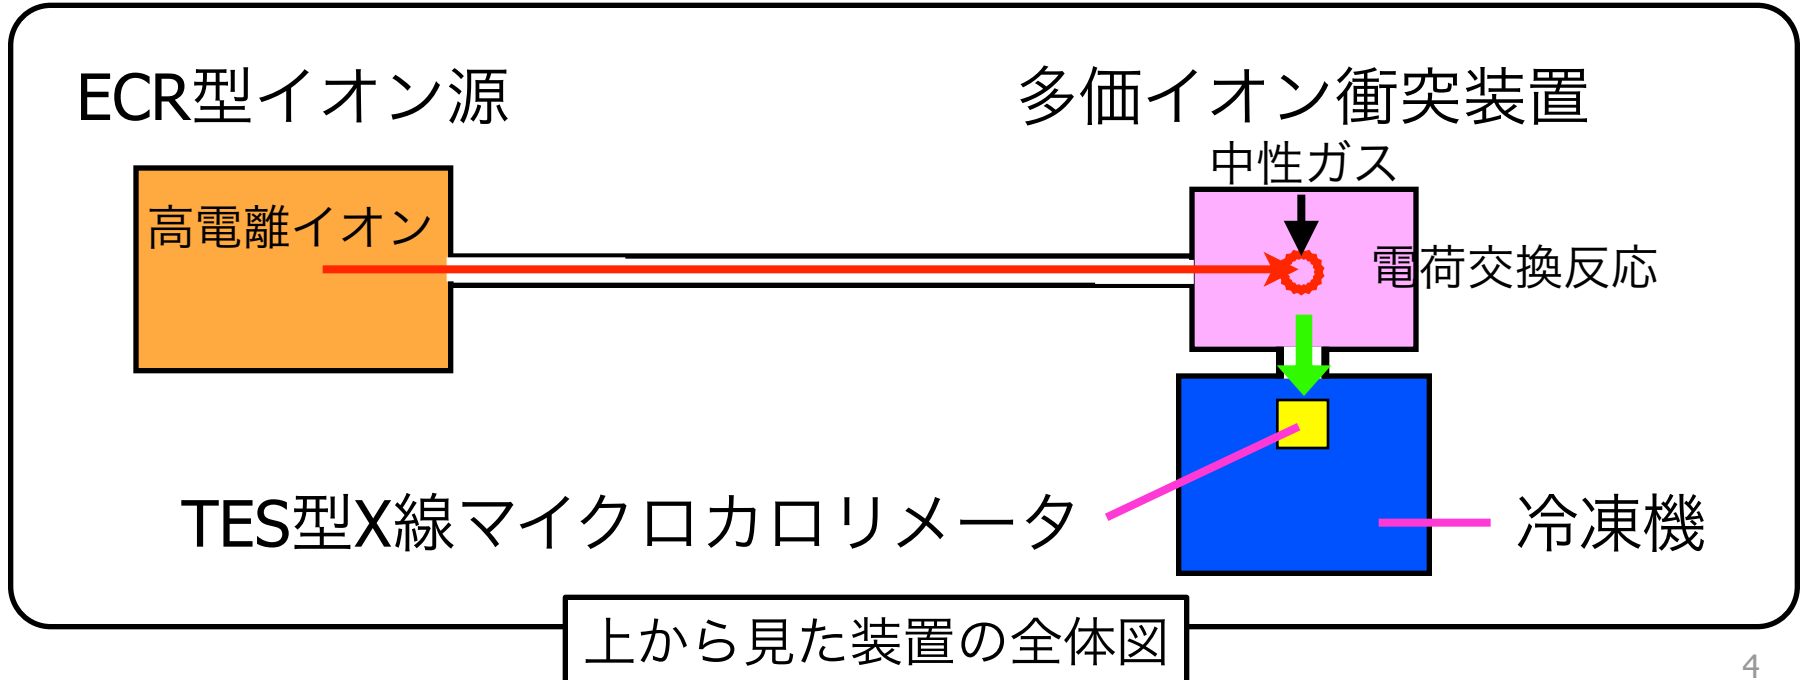 ECR型イオン源
多価イオン衝突装置
中性ガス
高電離イオン
電荷交換反応
TES型X線マイクロカロリメータ
冷凍機
上から見た装置の全体図
4